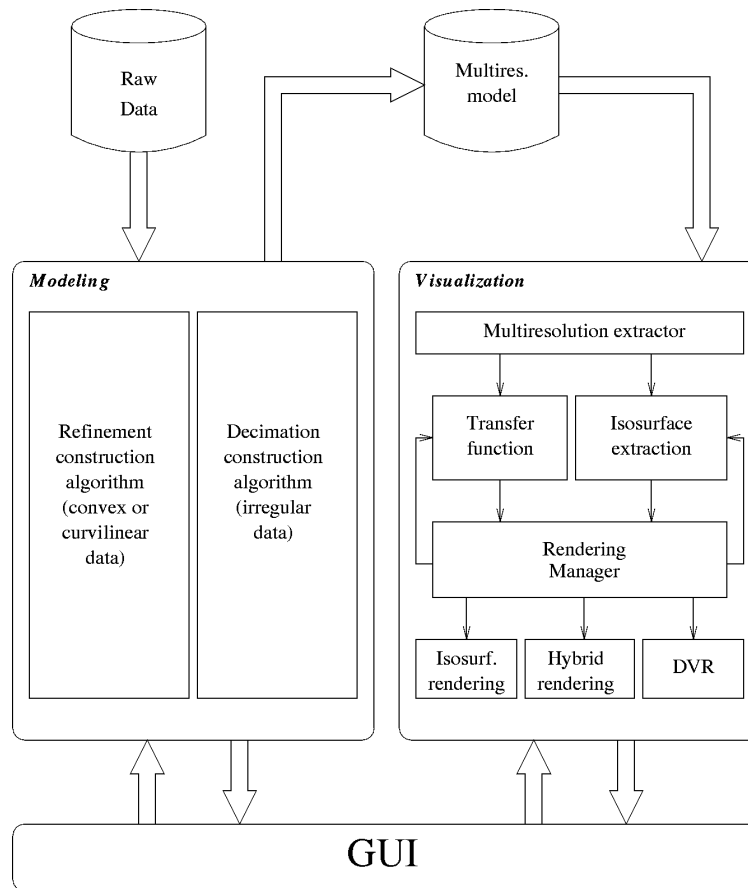 Raw
Data
Multires.
model
Modeling
Refinement
construction
algorithm
(convex or
curvilinear
data)
Decimation
construction
algorithm
(irregular data)
Visualization
Multiresolution extractor
Transfer
function
Isosurface
extraction
Rendering
Manager
Isosurf.
rendering
Hybrid
rendering
DVR
GUI